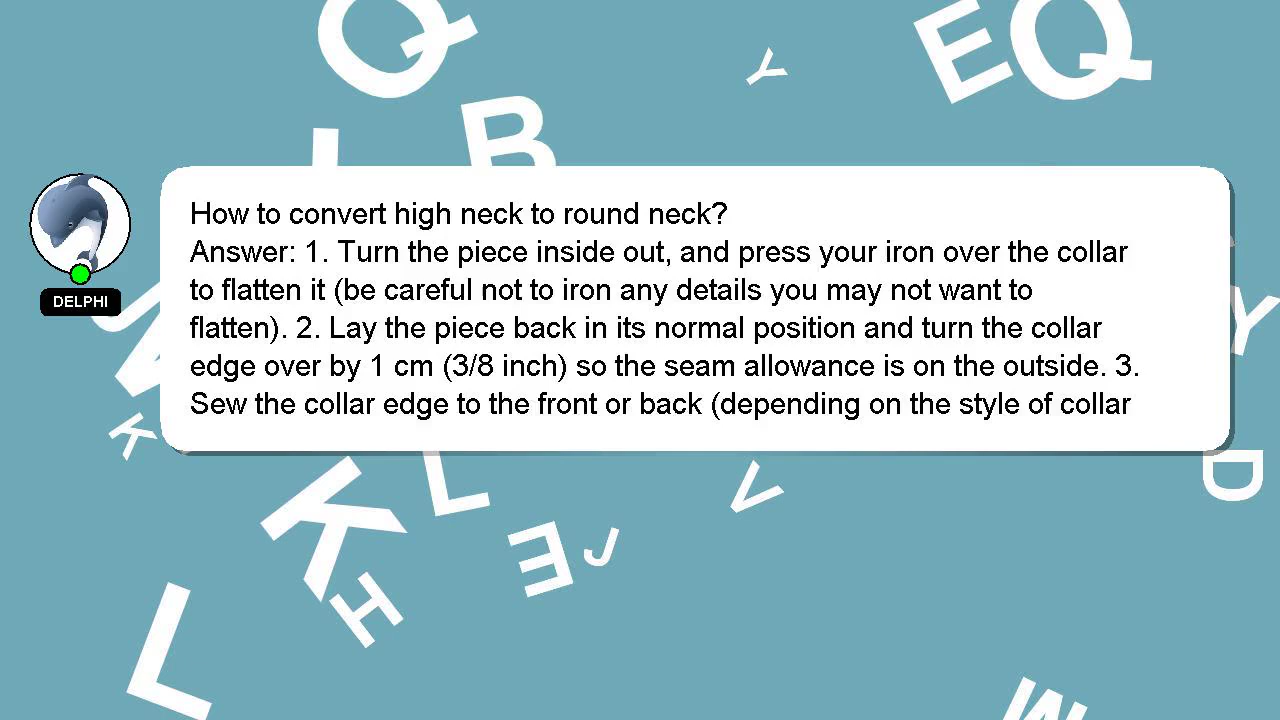 Q
E
Q
Y
B
L
How to convert high neck to round neck?
Answer: 1. Turn the piece inside out, and press your iron over the collar
to flatten it (be careful not to iron any details you may not want to
flatten). 2. Lay the piece back in its normal position and turn the collar
edge over by 1 cm (3/8 inch) so the seam allowance is on the outside. 3.
Sew the collar edge to the front or back (depending on the style of collar
DELPHI
Y
K
L
D
K
V
E
J
H
L
M